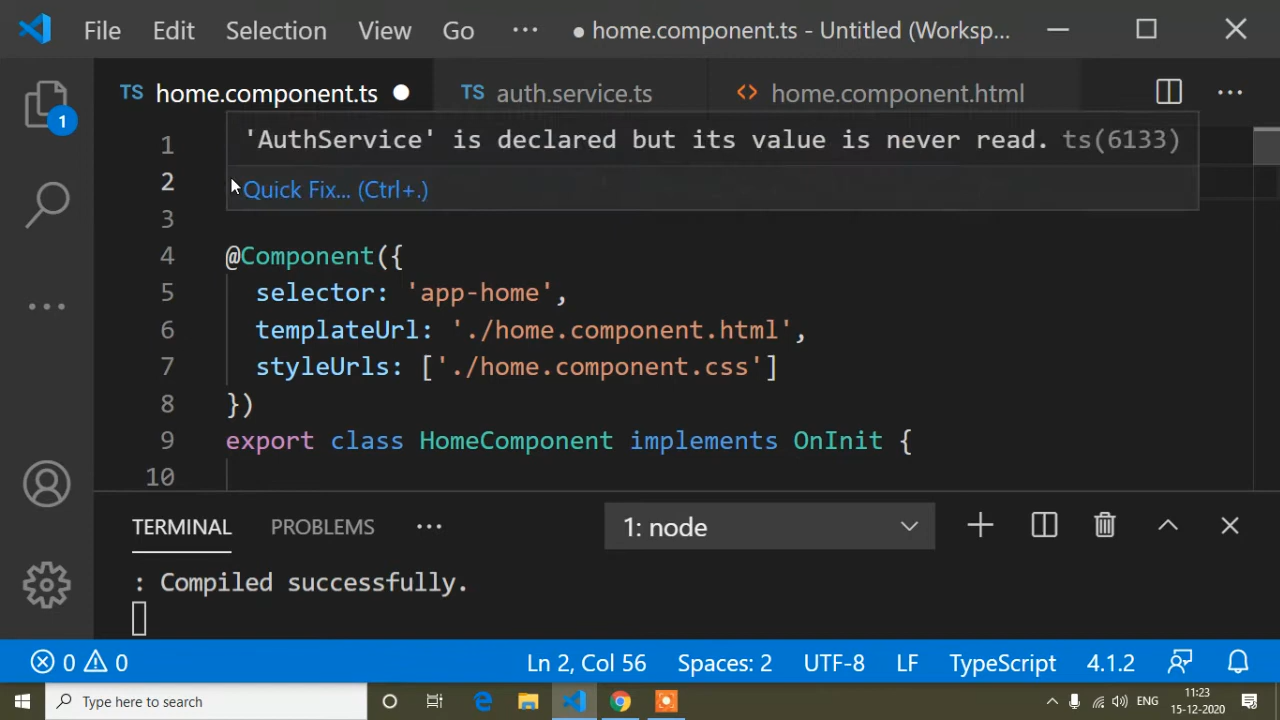 File Edit Selection View Go ··· ● home.component.ts - Untitled (Worksp...
TS home.component.ts ● TS auth.service.ts <> home.component.html ···
1
1
'AuthService' is declared but its value is never read. ts(6133)
2
Quick Fix... (Ctrl+.)
3
4 @Component({
5 selector: 'app-home',
6 templateUrl: './home.component.html',
7 styleUrls: ['./home.component.css']
8 })
9 export class HomeComponent implements OnInit {
10
TERMINAL PROBLEMS ··· 1: node
: Compiled successfully.
0 0 Ln 2, Col 56 Spaces: 2 UTF-8 LF TypeScript 4.1.2
Type here to search ENG 11:23
15-12-2020